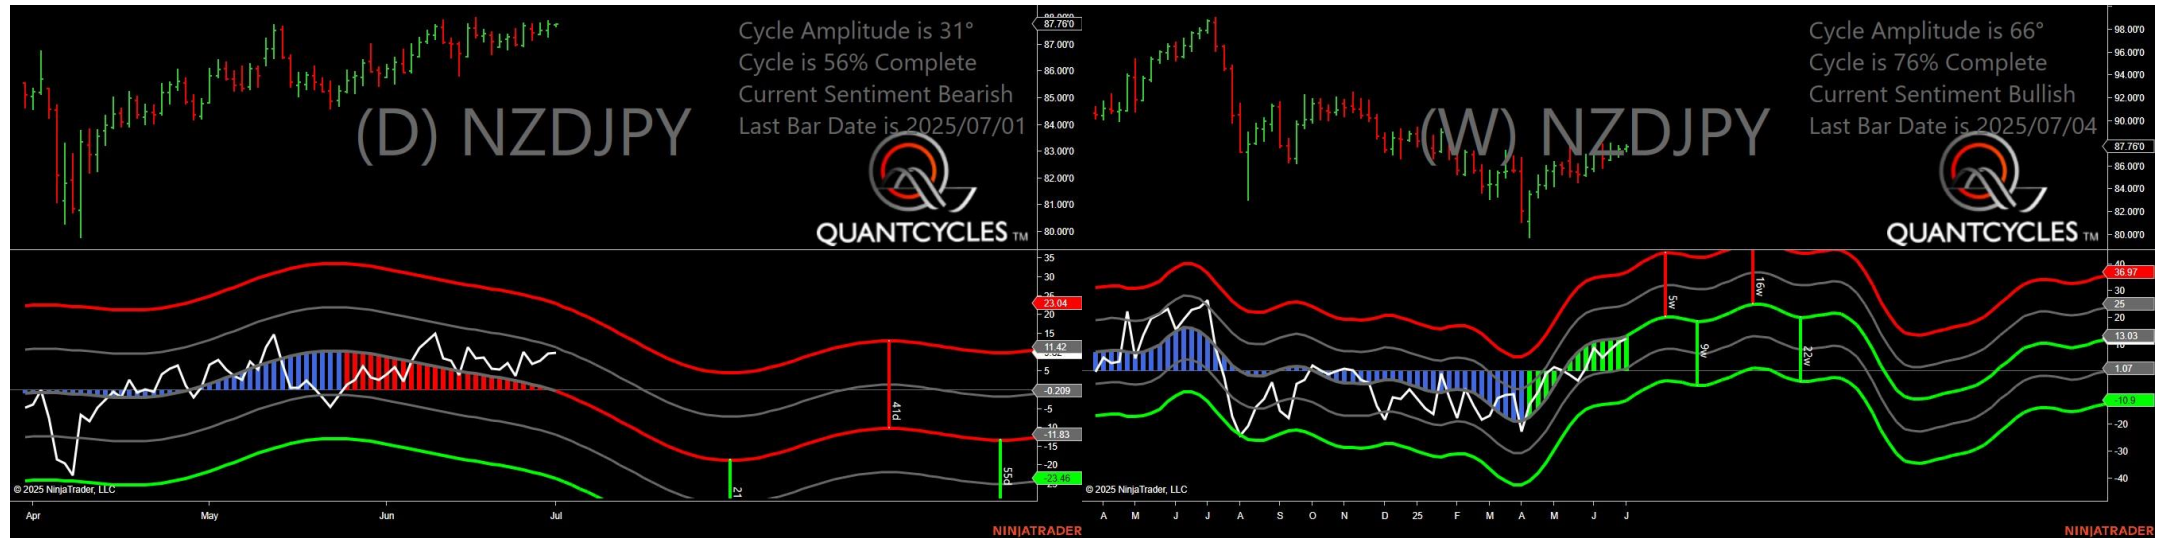 Cycle Amplitude is 31°
Cycle is 56% Complete
Current Sentiment Bearish
Last Bar Date is 2025/07/01
(D) NZDJPY
QUANTCYCLES TM
87.76'0
87.00'0
86.00'0
85.00'0
84.00'0
83.00'0
82.00'0
81.00'0
80.00'0
35
30
23.04
20
15
11.42
5
-0.209
-5
-11.83
-15
-20
-23.46
41d
21
55d
© 2025 NinjaTrader, LLC
Apr May Jun Jul
NINJATRADER
Cycle Amplitude is 66°
Cycle is 76% Complete
Current Sentiment Bullish
Last Bar Date is 2025/07/04
(W) NZDJPY
QUANTCYCLES TM
98.00'0
96.00'0
94.00'0
92.00'0
90.00'0
87.76'0
86.00'0
84.00'0
82.00'0
80.00'0
40
36.97
30
25
20
13.03
1.07
-10.9
-20
-30
-40
5w
16w
9w
22w
© 2025 NinjaTrader, LLC
A M J J A S O N D 25 F M A M J J
NINJATRADER